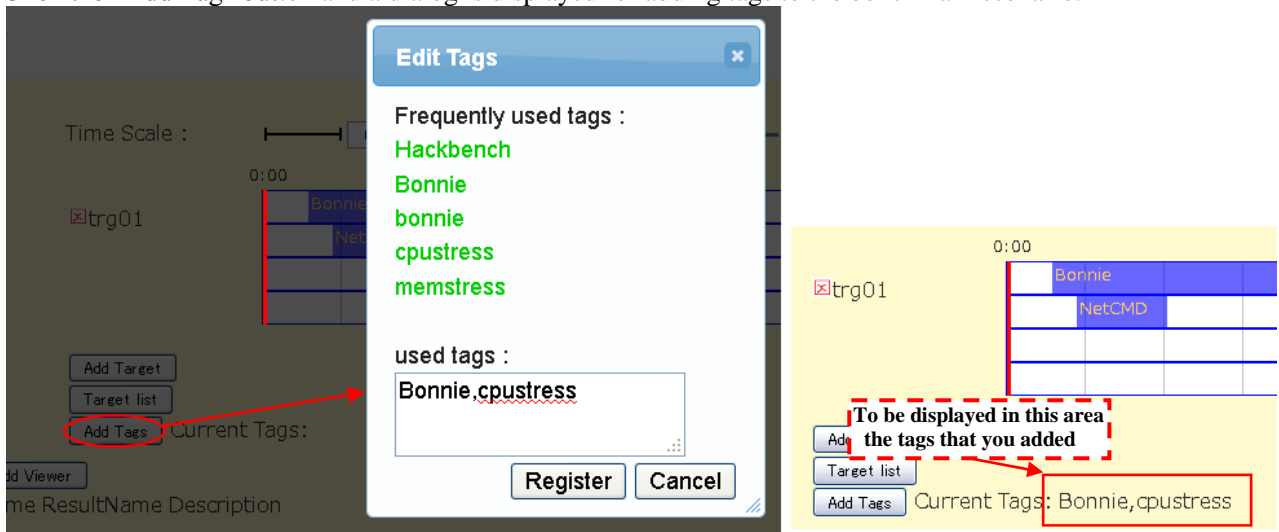 Edit Tags
Frequently used tags :
Hackbench
Bonnie
bonnie
cpustress
memstress
used tags :
Bonnie,cpustress
Register Cancel
Time Scale :
0:00
trg01
Bonnie
Net
Add Target
Target list
Add Tags Current Tags:
dd Viewer
me ResultName Description
0:00
trg01
Bonnie
NetCMD
To be displayed in this area
the tags that you added
Ad
Target list
Add Tags Current Tags: Bonnie,cpustress